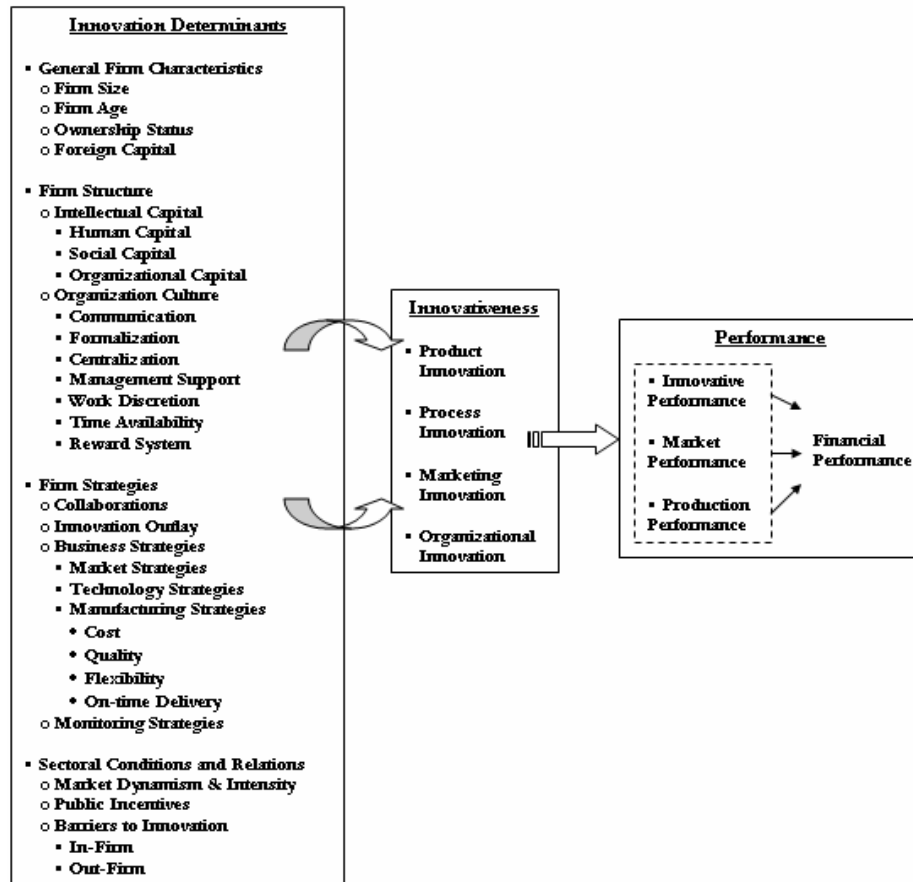 Innovation Determinants
▪ General Firm Characteristics
o Firm Size
o Firm Age
o Ownership Status
o Foreign Capital
▪ Firm Structure
o Intellectual Capital
▪ Human Capital
▪ Social Capital
▪ Organizational Capital
o Organization Culture
▪ Communication
▪ Formalization
▪ Centralization
▪ Management Support
▪ Work Discretion
▪ Time Availability
▪ Reward System
▪ Firm Strategies
o Collaborations
o Innovation Outlay
o Business Strategies
▪ Market Strategies
▪ Technology Strategies
▪ Manufacturing Strategies
• Cost
• Quality
• Flexibility
• On-time Delivery
o Monitoring Strategies
▪ Sectoral Conditions and Relations
o Market Dynamism & Intensity
o Public Incentives
o Barriers to Innovation
▪ In-Firm
▪ Out-Firm
Innovativeness
▪ Product
Innovation
▪ Process
Innovation
▪ Marketing
Innovation
▪ Organizational
Innovation
Performance
▪ Innovative
Performance
▪ Market
Performance
▪ Production
Performance
Financial
Performance